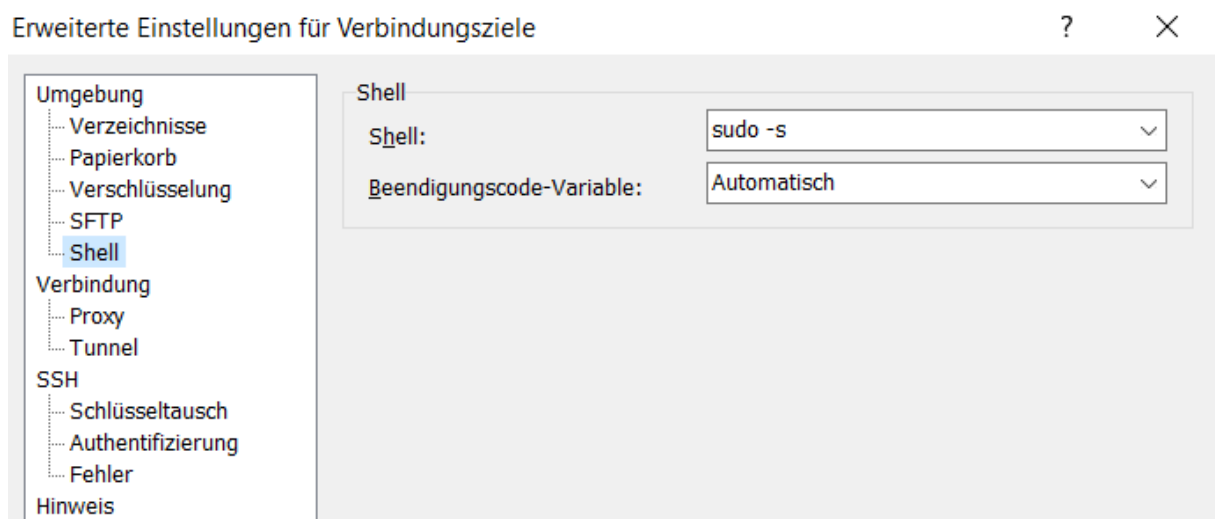 Erweiterte Einstellungen für Verbindungsziele ?
Umgebung
Verzeichnisse
Papierkorb
Verschlüsselung
SFTP
Shell
Verbindung
Proxy
Tunnel
SSH
Schlüsseltausch
Authentifizierung
Fehler
Hinweis
Shell
Shell: sudo -s
Beendigungscode-Variable: Automatisch